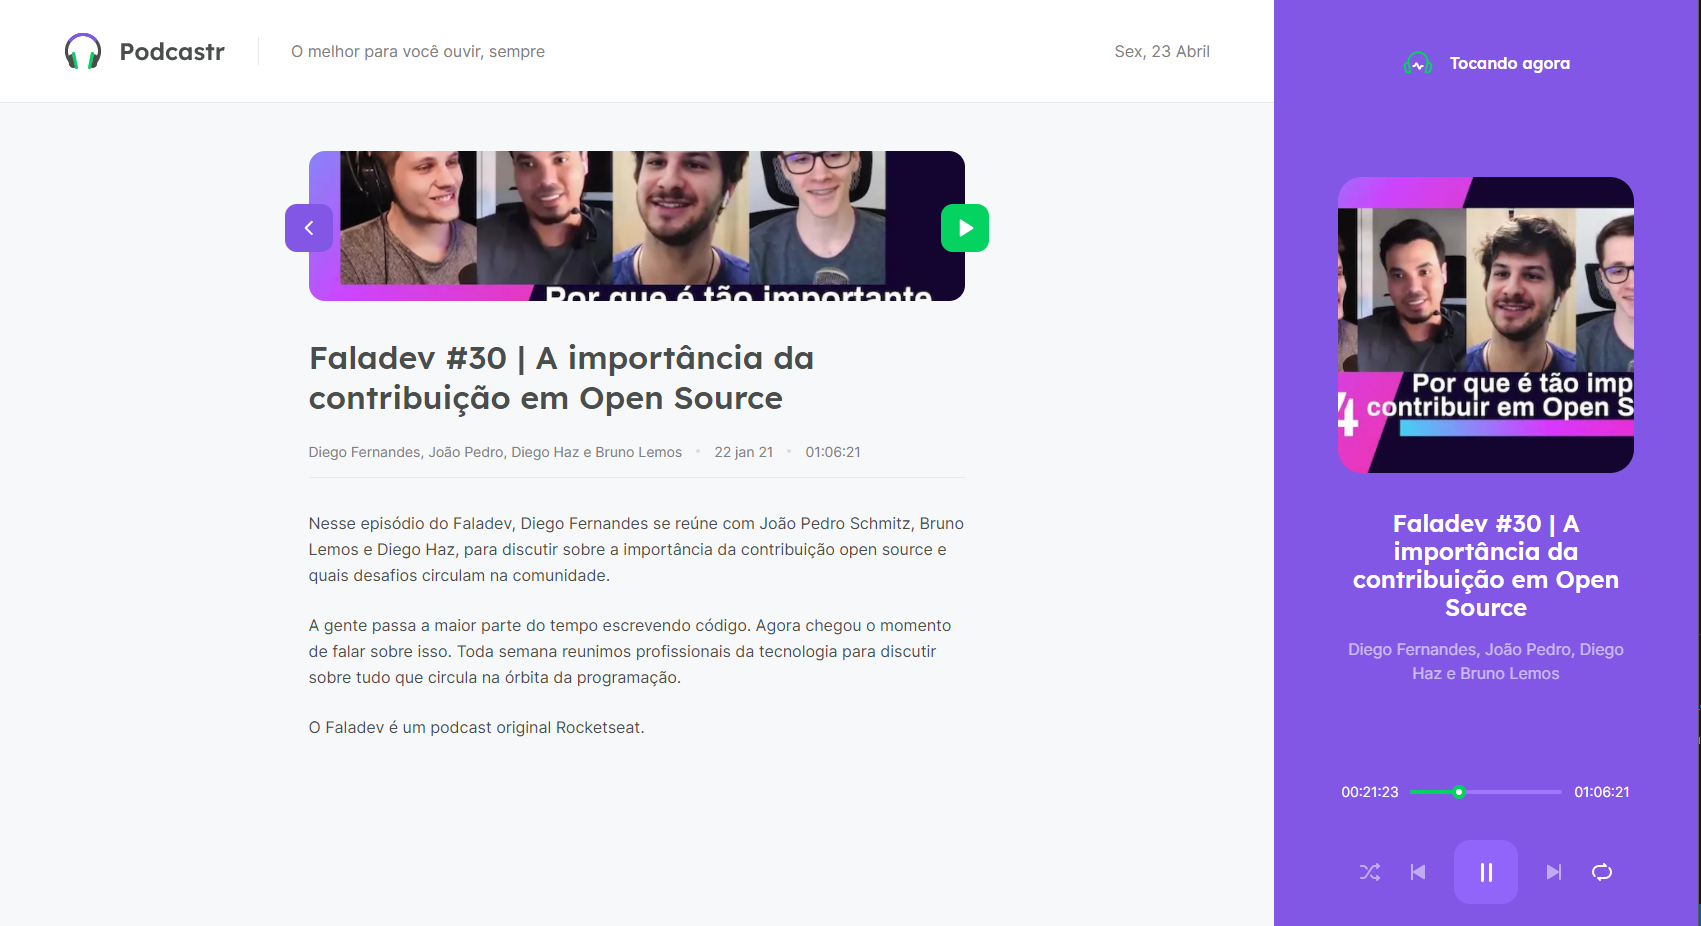 Podcastr
O melhor para você ouvir, sempre
Sex, 23 Abril
Por que é tão importante
Faladev #30 | A importância da
contribuição em Open Source
Diego Fernandes, João Pedro, Diego Haz e Bruno Lemos • 22 jan 21 • 01:06:21
Nesse episódio do Faladev, Diego Fernandes se reúne com João Pedro Schmitz, Bruno
Lemos e Diego Haz, para discutir sobre a importância da contribuição open source e
quais desafios circulam na comunidade.
A gente passa a maior parte do tempo escrevendo código. Agora chegou o momento
de falar sobre isso. Toda semana reunimos profissionais da tecnologia para discutir
sobre tudo que circula na órbita da programação.
O Faladev é um podcast original Rocketseat.
Tocando agora
Por que é tão imp
4 contribuir em Open S
Faladev #30 | A
importância da
contribuição em Open
Source
Diego Fernandes, João Pedro, Diego
Haz e Bruno Lemos
00:21:23
01:06:21